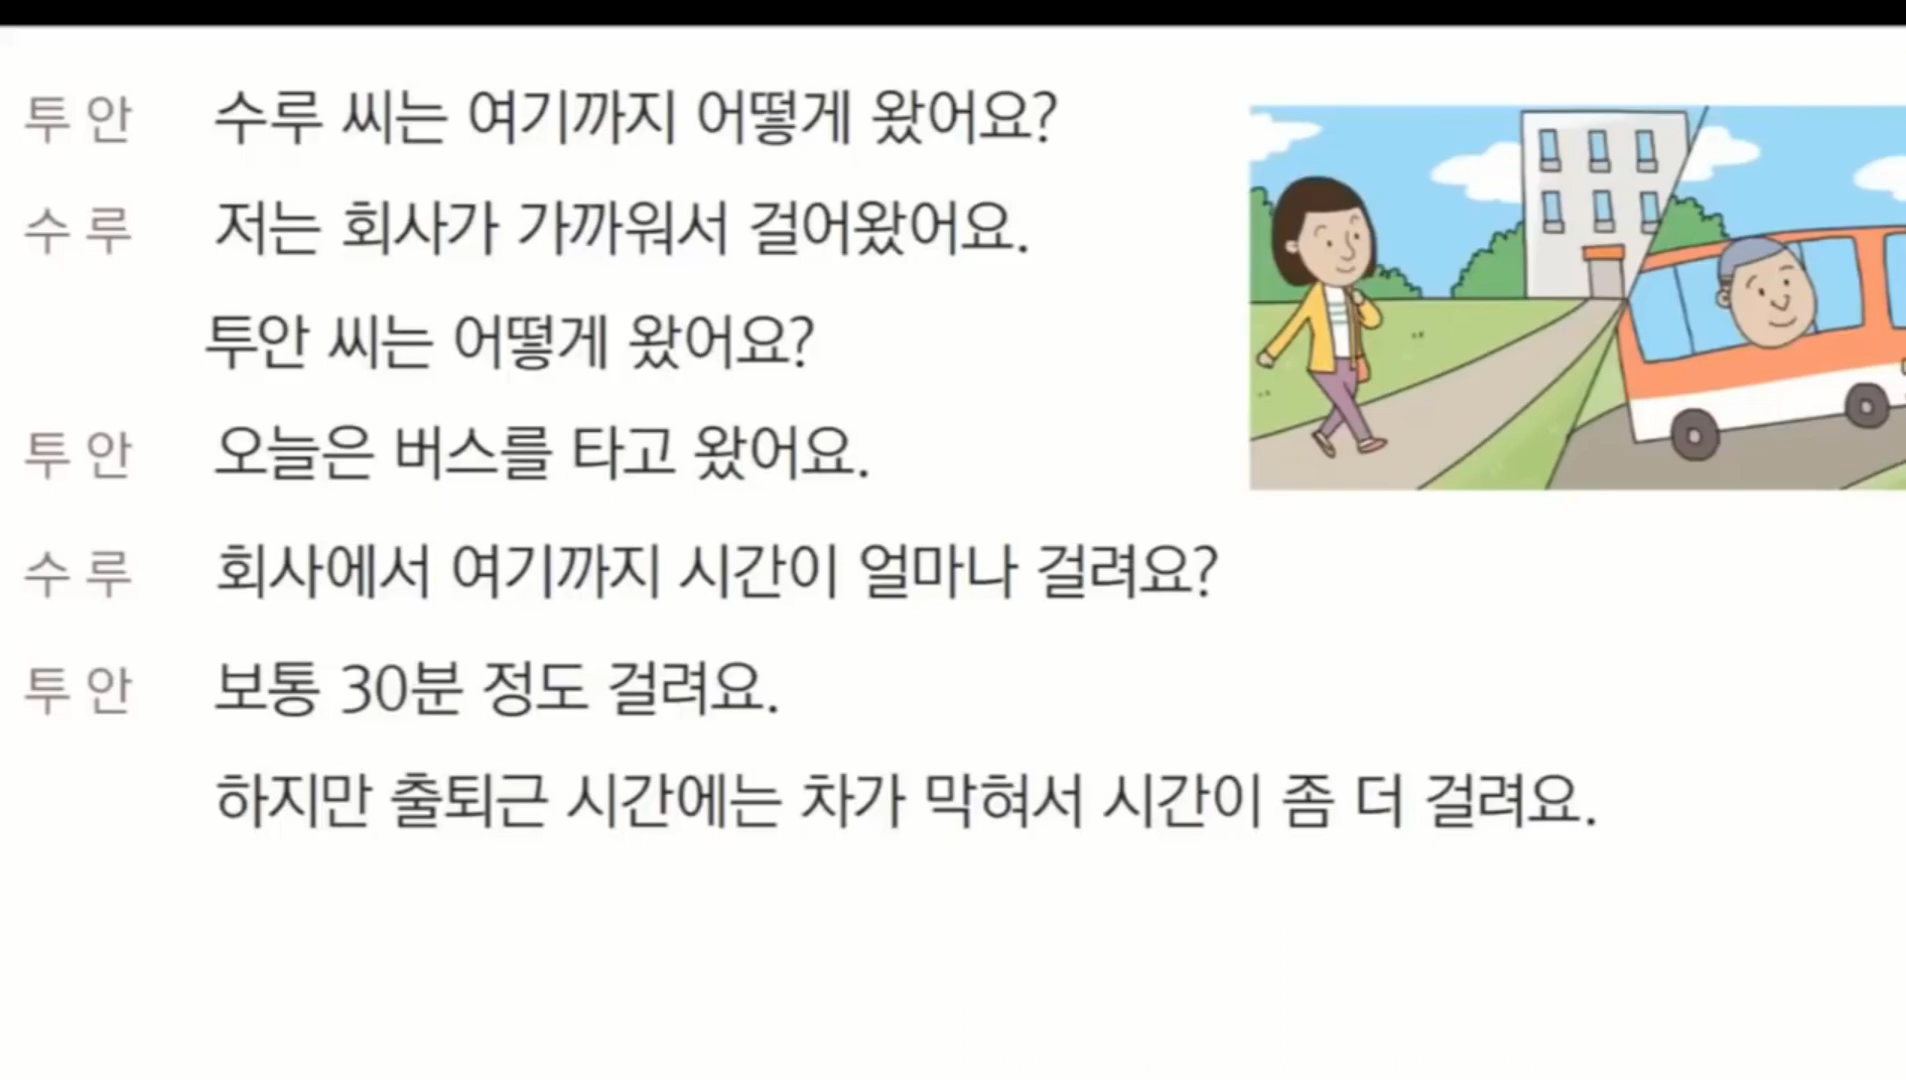 투안 수루 씨는 여기까지 어떻게 왔어요?
수루 저는 회사가 가까워서 걸어왔어요.
투안 씨는 어떻게 왔어요?
투안 오늘은 버스를 타고 왔어요.
수루 회사에서 여기까지 시간이 얼마나 걸려요?
투안 보통 30분 정도 걸려요.
하지만 출퇴근 시간에는 차가 막혀서 시간이 좀 더 걸려요.